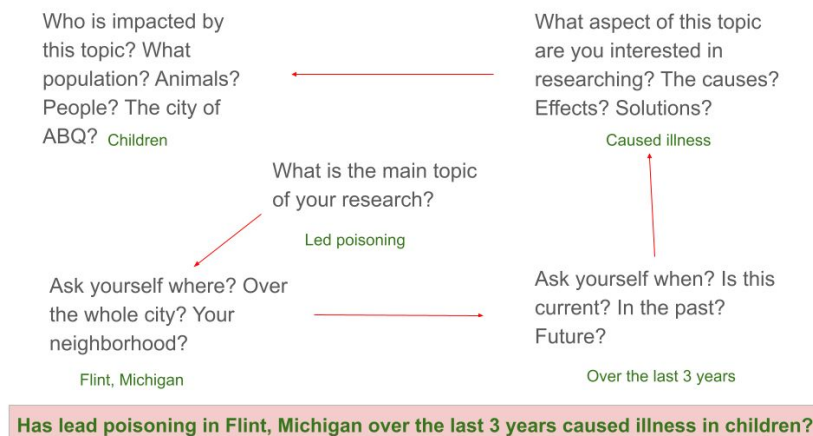 Who is impacted by
this topic? What
population? Animals?
People? The city of
ABQ? Children
What aspect of this topic
are you interested in
researching? The causes?
Effects? Solutions?
Caused illness
What is the main topic
of your research?
Led poisoning
Ask yourself where? Over
the whole city? Your
neighborhood?
Flint, Michigan
Ask yourself when? Is this
current? In the past?
Future?
Over the last 3 years
Has lead poisoning in Flint, Michigan over the last 3 years caused illness in children?